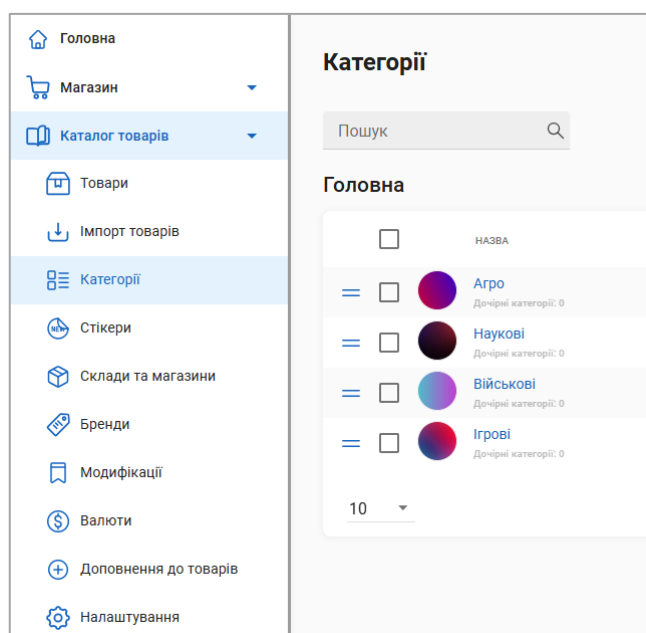 Головна
Магазин
Каталог товарів
Товари
Імпорт товарів
Категорії
NEW
Стікери
Склади та магазини
Бренди
Модифікації
Валюти
Доповнення до товарів
Налаштування
Категорії
Пошук
Головна
НАЗВА
Агро
Дочірні категорії: 0
Наукові
Дочірні категорії: 0
Військові
Дочірні категорії: 0
Ігрові
Дочірні категорії: 0
10